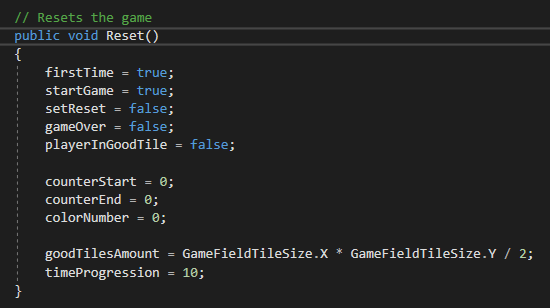 // Resets the game
public void Reset()
{
firstTime = true;
startGame = true;
setReset = false;
gameOver = false;
playerInGoodTile = false;
counterStart = 0;
counterEnd = 0;
colorNumber = 0;
goodTilesAmount = GameFieldTileSize.X * GameFieldTileSize.Y / 2;
timeProgression = 10;
}